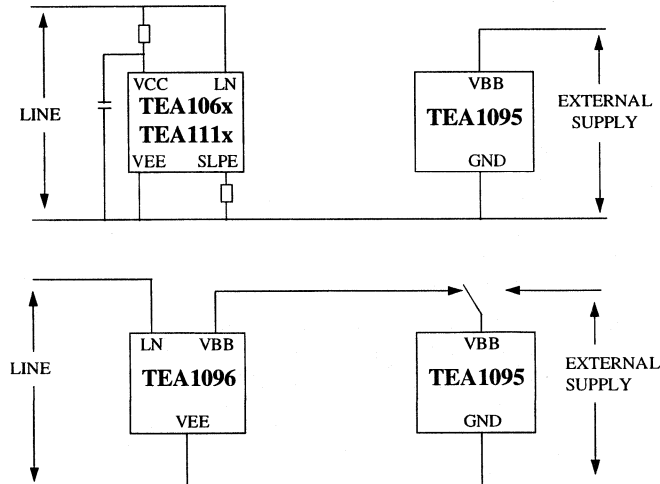 VCC LN
TEA106x
TEA111x
VEE SLPE
LINE
VBB
TEA1095
GND
EXTERNAL
SUPPLY
LN VBB
TEA1096
VEE
LINE
VBB
TEA1095
GND
EXTERNAL
SUPPLY